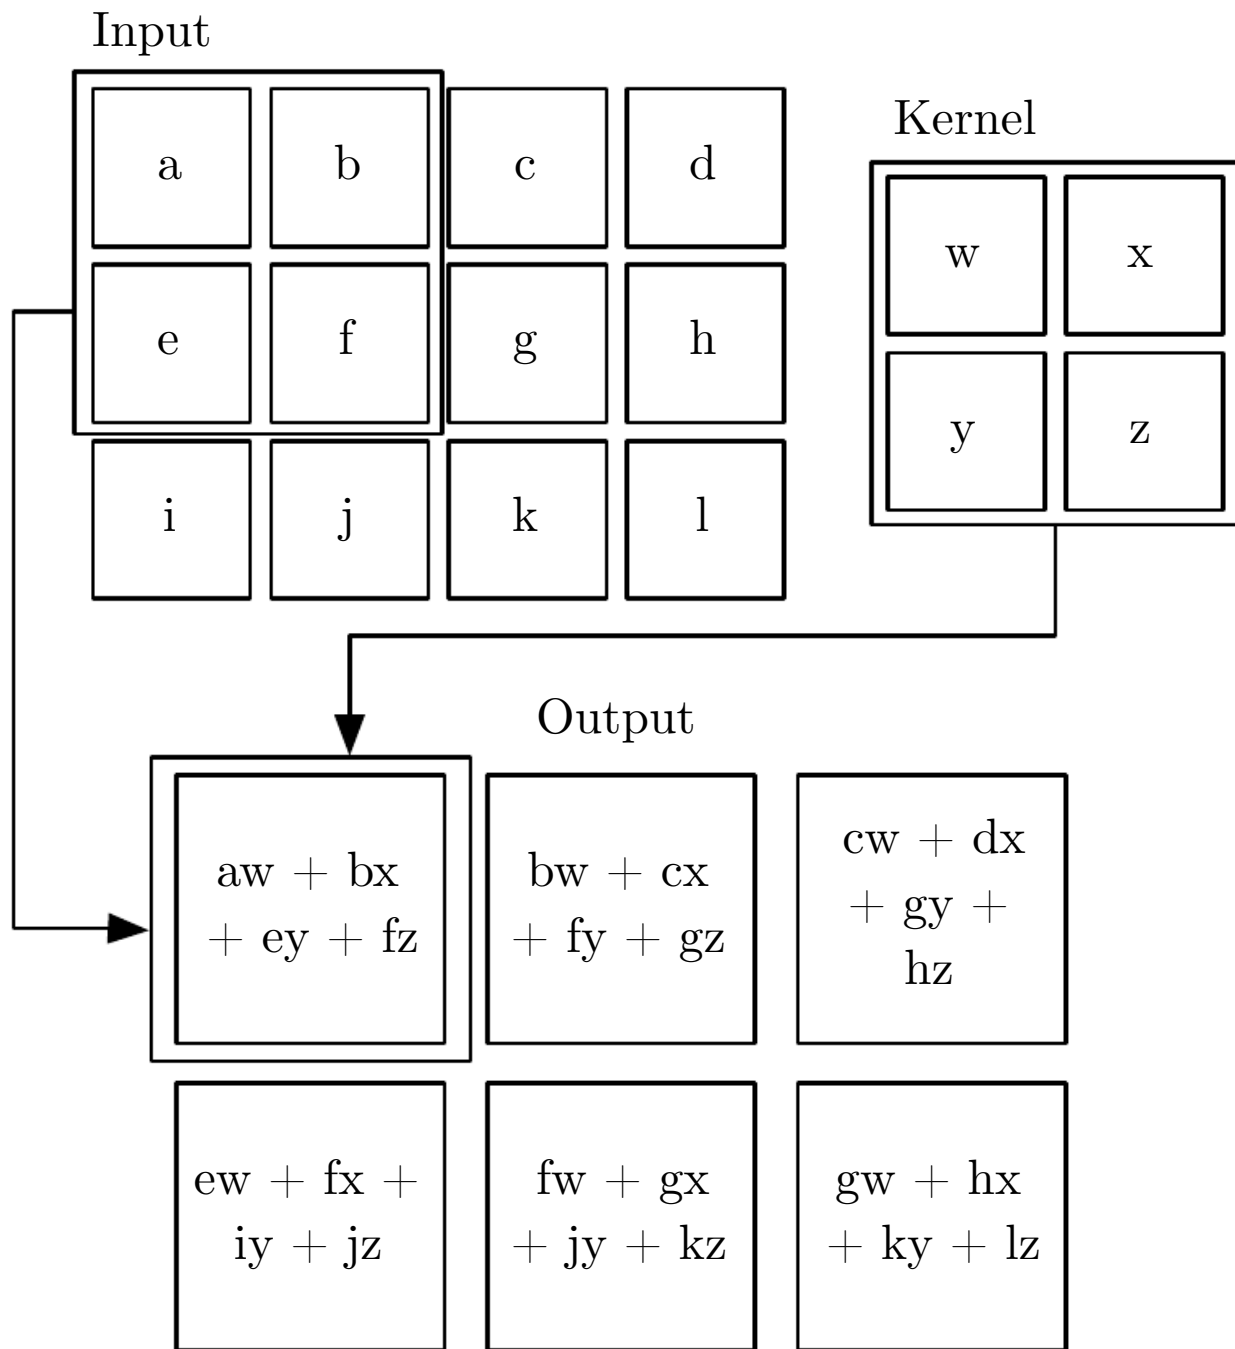 Input
Kernel
a b c d
w x
e f g h
y z
i j k l
Output
aw + bx
+ ey + fz
bw + cx
+ fy + gz
cw + dx
+ gy +
hz
ew + fx +
iy + jz
fw + gx
+ jy + kz
gw + hx
+ ky + lz